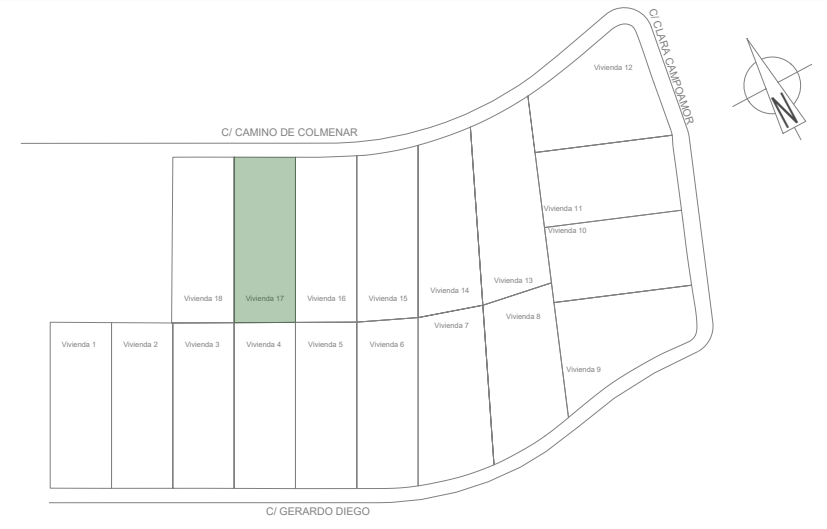 C/ CLARA CAMPOAMOR
Vivienda 12
N
C/ CAMINO DE COLMENAR
Vivienda 11
Vivienda 10
Vivienda 18
Vivienda 17
Vivienda 16
Vivienda 15
Vivienda 14
Vivienda 13
Vivienda 7
Vivienda 8
Vivienda 1
Vivienda 2
Vivienda 3
Vivienda 4
Vivienda 5
Vivienda 6
Vivienda 9
C/ GERARDO DIEGO